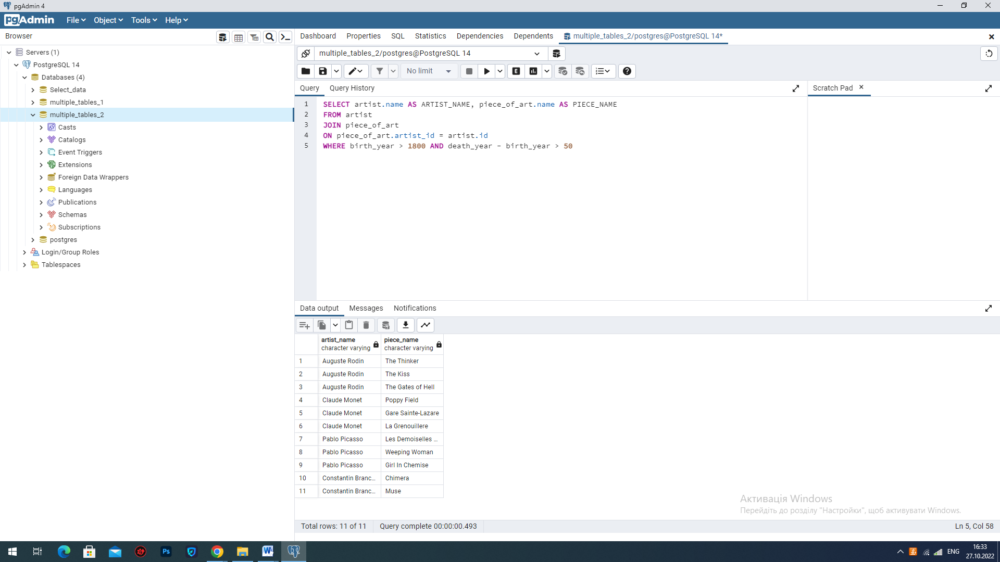 pgAdmin 4
pgAdmin File Object Tools Help
Browser
Servers (1)
PostgreSQL 14
Databases (4)
Select_data
multiple_tables_1
multiple_tables_2
Casts
Catalogs
Event Triggers
Extensions
Foreign Data Wrappers
Languages
Publications
Schemas
Subscriptions
postgres
Login/Group Roles
Tablespaces
Dashboard Properties SQL Statistics Dependencies Dependents multiple_tables_2/postgres@PostgreSQL 14*
multiple_tables_2/postgres@PostgreSQL 14
No limit E
Query Query History
Scratch Pad
1 SELECT artist.name AS ARTIST_NAME, piece_of_art.name AS PIECE_NAME
2 FROM artist
3 JOIN piece_of_art
4 ON piece_of_art.artist_id = artist.id
5 WHERE birth_year > 1800 AND death_year - birth_year > 50
Data output Messages Notifications
artist_name piece_name
character varying character varying
1 Auguste Rodin The Thinker
2 Auguste Rodin The Kiss
3 Auguste Rodin The Gates of Hell
4 Claude Monet Poppy Field
5 Claude Monet Gare Sainte-Lazare
6 Claude Monet La Grenouillere
7 Pablo Picasso Les Demoiselles ...
8 Pablo Picasso Weeping Woman
9 Pablo Picasso Girl In Chemise
10 Constantin Branc... Chimera
11 Constantin Branc... Muse
Активація Windows
Перейдіть до розділу "Настройки", щоб активувати Windows.
Total rows: 11 of 11 Query complete 00:00:00.493 Ln 5, Col 58
Ps W ENG 16:33
27.10.2022